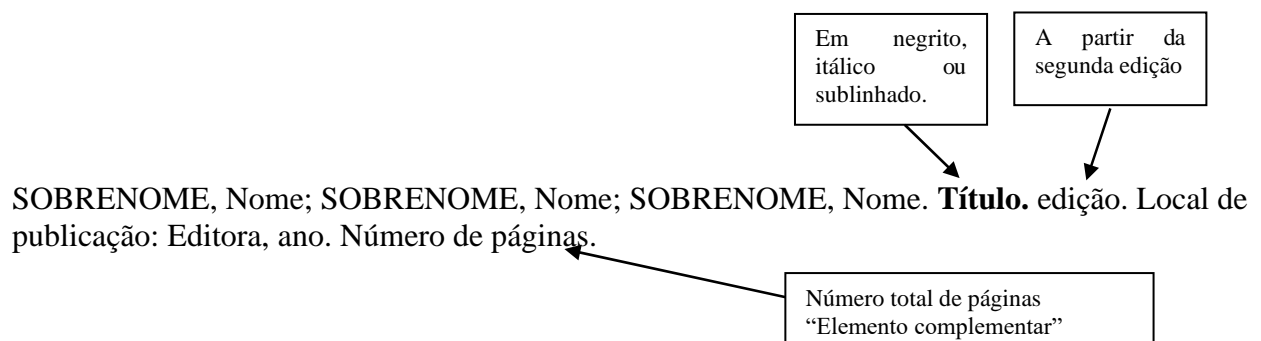 Em negrito,
itálico ou
sublinhado.
A partir da
segunda edição
SOBRENOME, Nome; SOBRENOME, Nome; SOBRENOME, Nome. Título. edição. Local de
publicação: Editora, ano. Número de páginas.
Número total de páginas
“Elemento complementar”